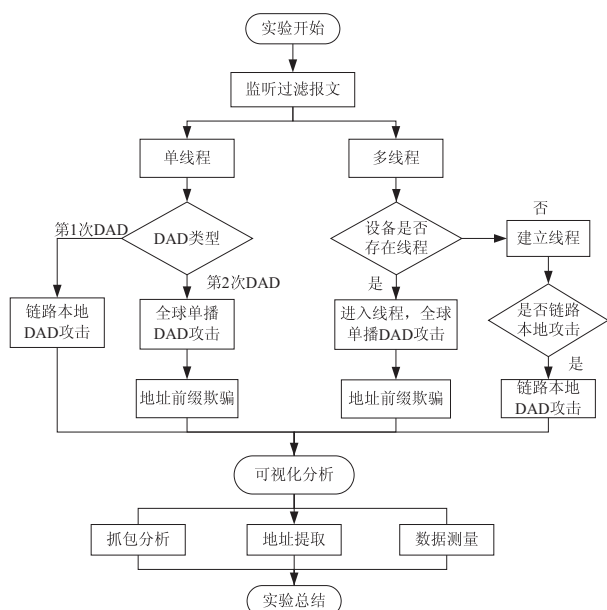 实验开始
监听过滤报文
单线程
多线程
第1次DAD
DAD类型
设备是否
存在线程
否
建立线程
第2次DAD
是
链路本地
DAD攻击
全球单播
DAD攻击
进入线程，全球
单播DAD攻击
是否链路
本地攻击
是
地址前缀欺骗
地址前缀欺骗
链路本地
DAD攻击
可视化分析
抓包分析
地址提取
数据测量
实验总结